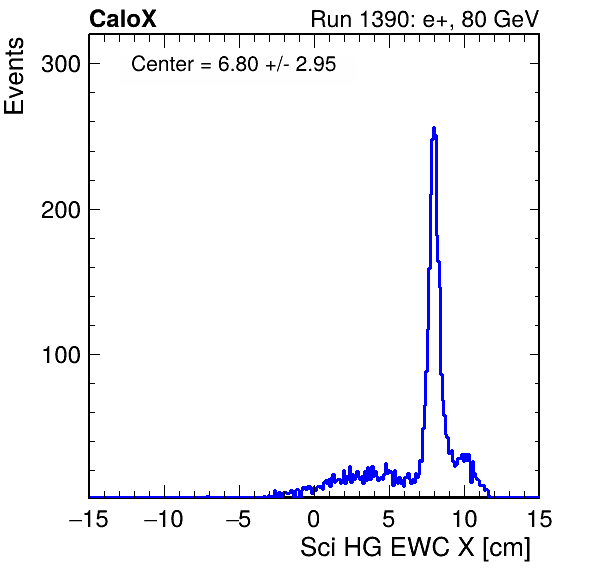 CaloX Run 1390: e+, 80 GeV
Center = 6.80 +/- 2.95
Events
300
200
100
−15 −10 −5 0 5 10 15
Sci HG EWC X [cm]